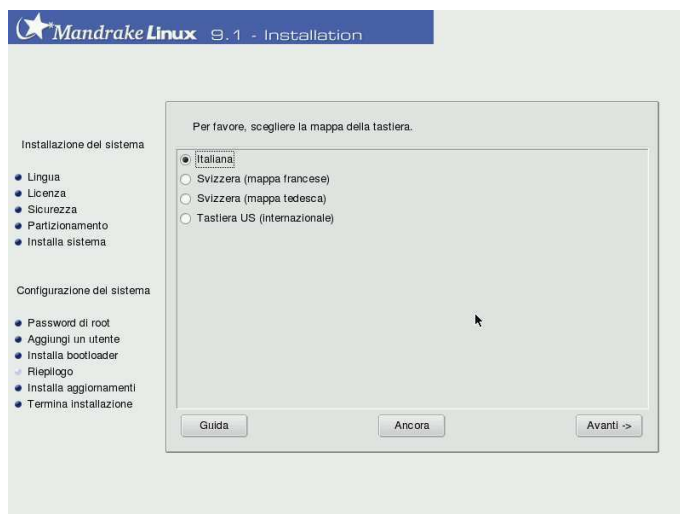 Mandrake Linux 9.1 - Installation
Installazione del sistema
Lingua
Licenza
Sicurezza
Partizionamento
Installa sistema
Configurazione del sistema
Password di root
Aggiungi un utente
Installa bootloader
Riepilogo
Installa aggiornamenti
Termina installazione
Per favore, scegliere la mappa della tastiera.
Italiana
Svizzera (mappa francese)
Svizzera (mappa tedesca)
Tastiera US (internazionale)
Guida
Ancora
Avanti ->